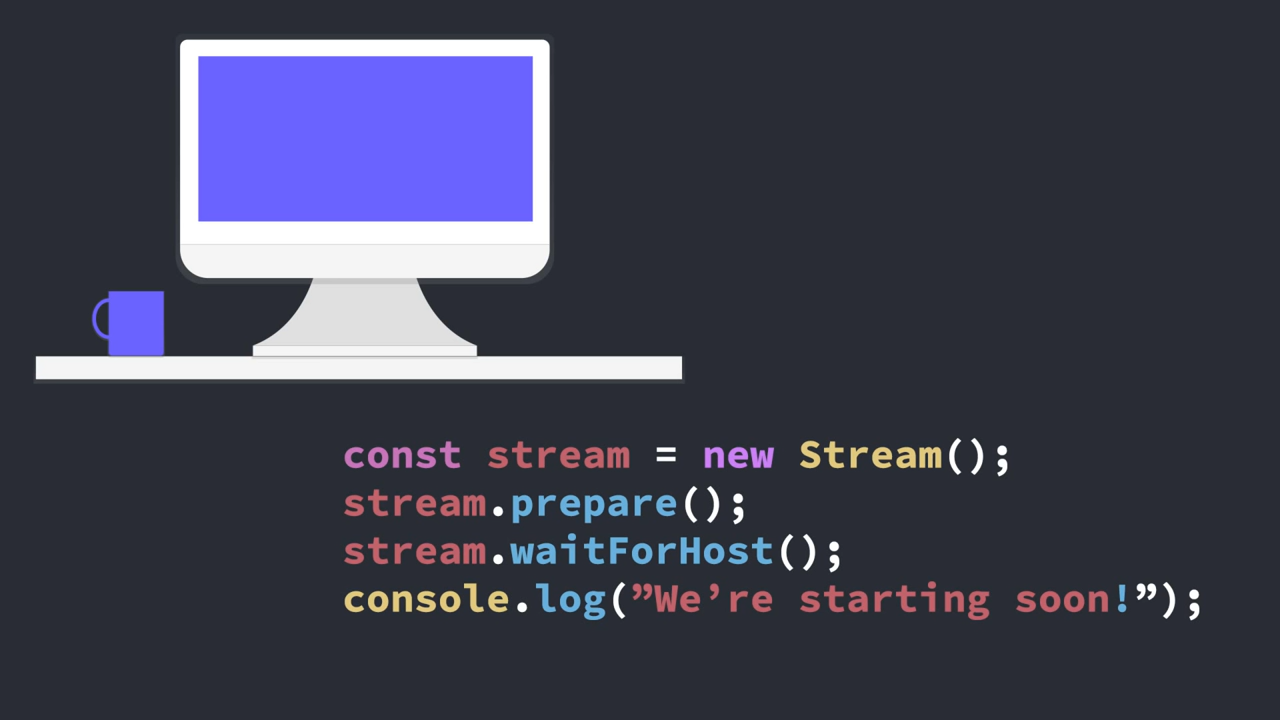 const stream = new Stream();
stream.prepare();
stream.waitForHost();
console.log(”We’re starting soon!”);